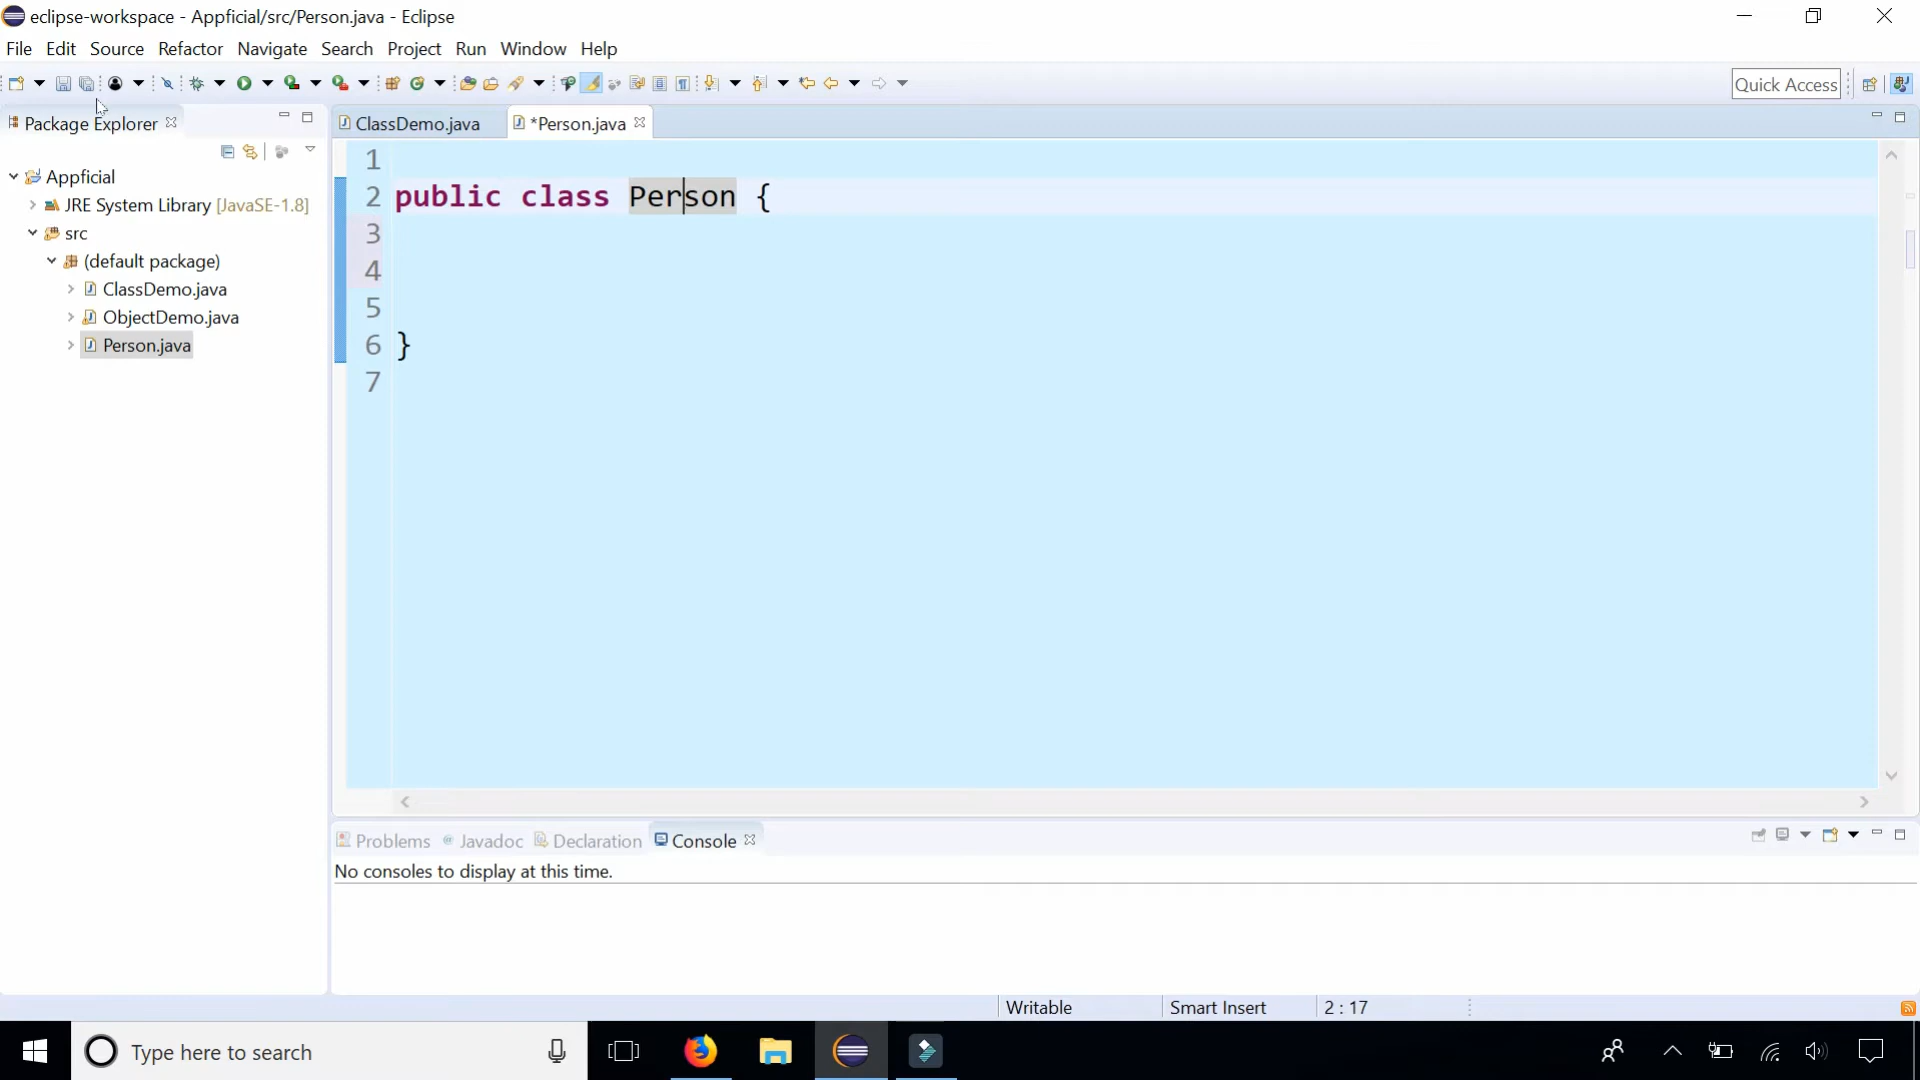 eclipse-workspace - Appficial/src/Person.java - Eclipse
File Edit Source Refactor Navigate Search Project Run Window Help
Quick Access
Package Explorer
ClassDemo.java *Person.java
Appficial
JRE System Library [JavaSE-1.8]
src
(default package)
ClassDemo.java
ObjectDemo.java
Person.java
1
2 public class Person {
3
4
5
6 }
7
Problems Javadoc Declaration Console
No consoles to display at this time.
Writable Smart Insert 2 : 17
Type here to search